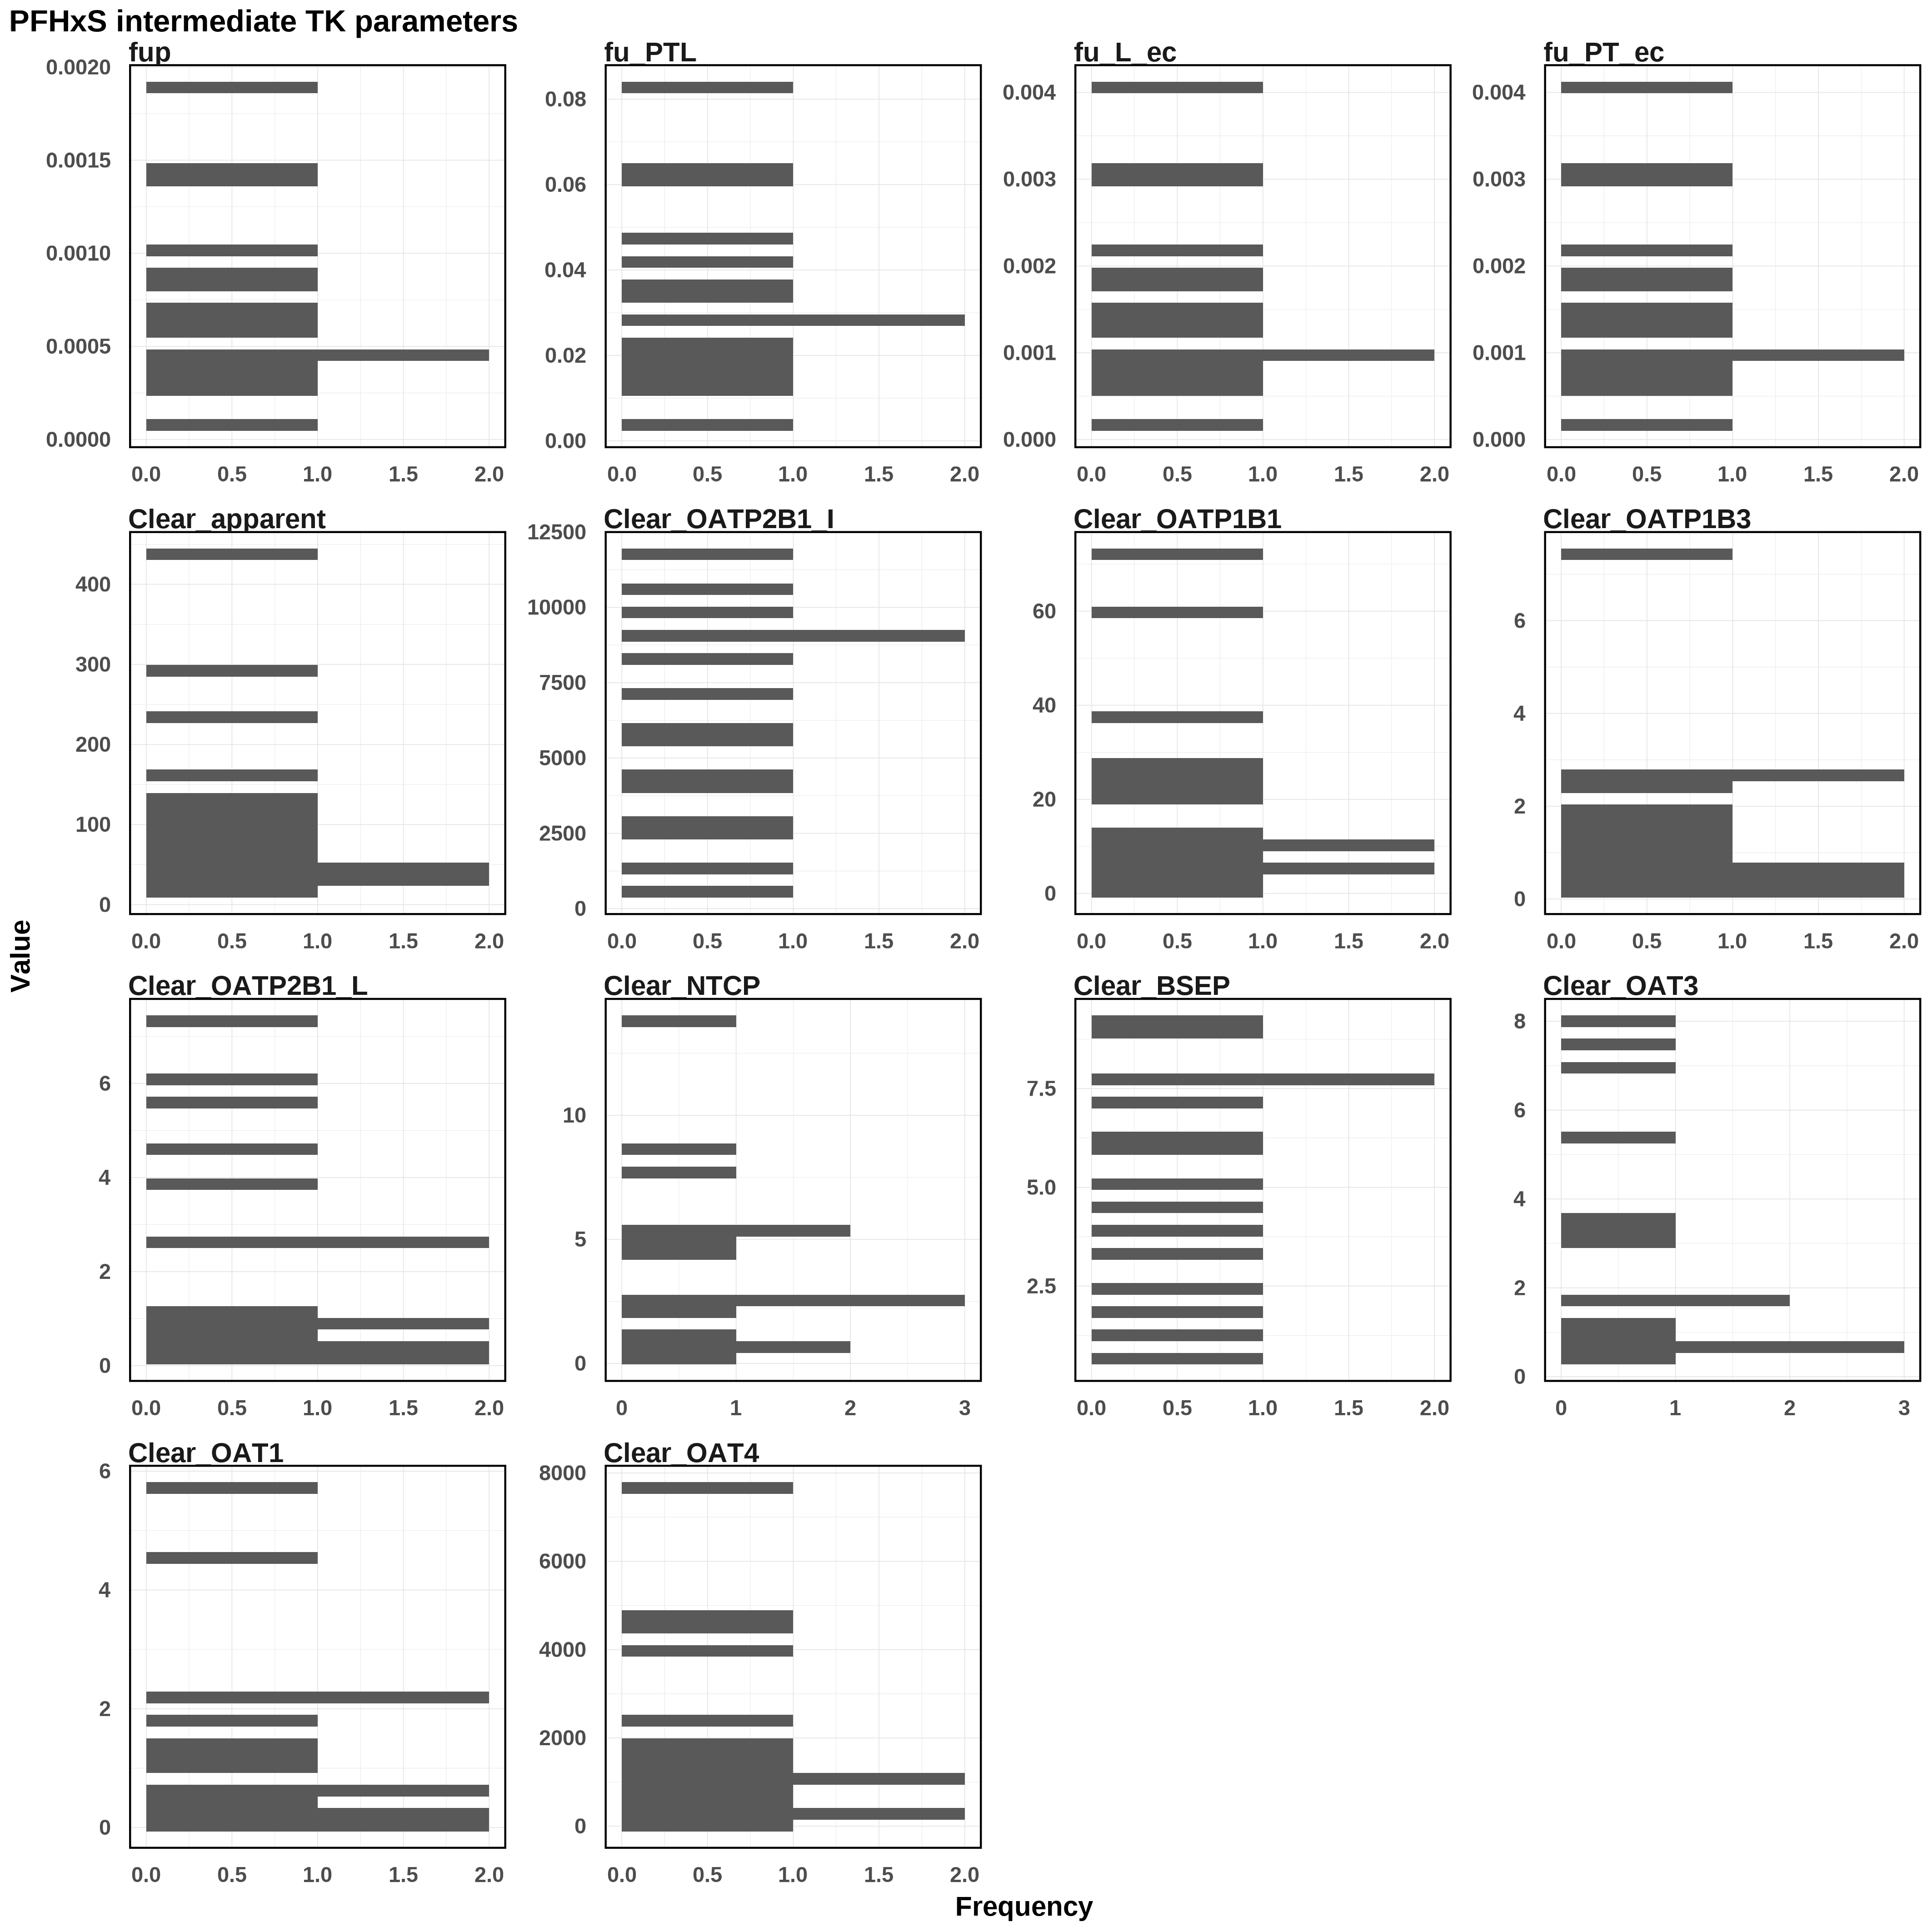 PFHxS intermediate TK parameters
fup
fu_PTL
fu_L_ec
fu_PT_ec
0.0020
0.0015
0.0010
0.0005
0.0000
0.08
0.06
0.04
0.02
0.00
0.004
0.003
0.002
0.001
0.000
0.004
0.003
0.002
0.001
0.000
0.0 0.5 1.0 1.5 2.0
0.0 0.5 1.0 1.5 2.0
0.0 0.5 1.0 1.5 2.0
0.0 0.5 1.0 1.5 2.0
Clear_apparent
Clear_OATP2B1_I
Clear_OATP1B1
Clear_OATP1B3
400
300
200
100
0
12500
10000
7500
5000
2500
0
60
40
20
0
6
4
2
0
0.0 0.5 1.0 1.5 2.0
0.0 0.5 1.0 1.5 2.0
0.0 0.5 1.0 1.5 2.0
0.0 0.5 1.0 1.5 2.0
Value
Clear_OATP2B1_L
Clear_NTCP
Clear_BSEP
Clear_OAT3
6
4
2
0
10
5
0
7.5
5.0
2.5
8
6
4
2
0
0.0 0.5 1.0 1.5 2.0
0 1 2 3
0.0 0.5 1.0 1.5 2.0
0 1 2 3
Clear_OAT1
Clear_OAT4
6
4
2
0
8000
6000
4000
2000
0
0.0 0.5 1.0 1.5 2.0
0.0 0.5 1.0 1.5 2.0
Frequency